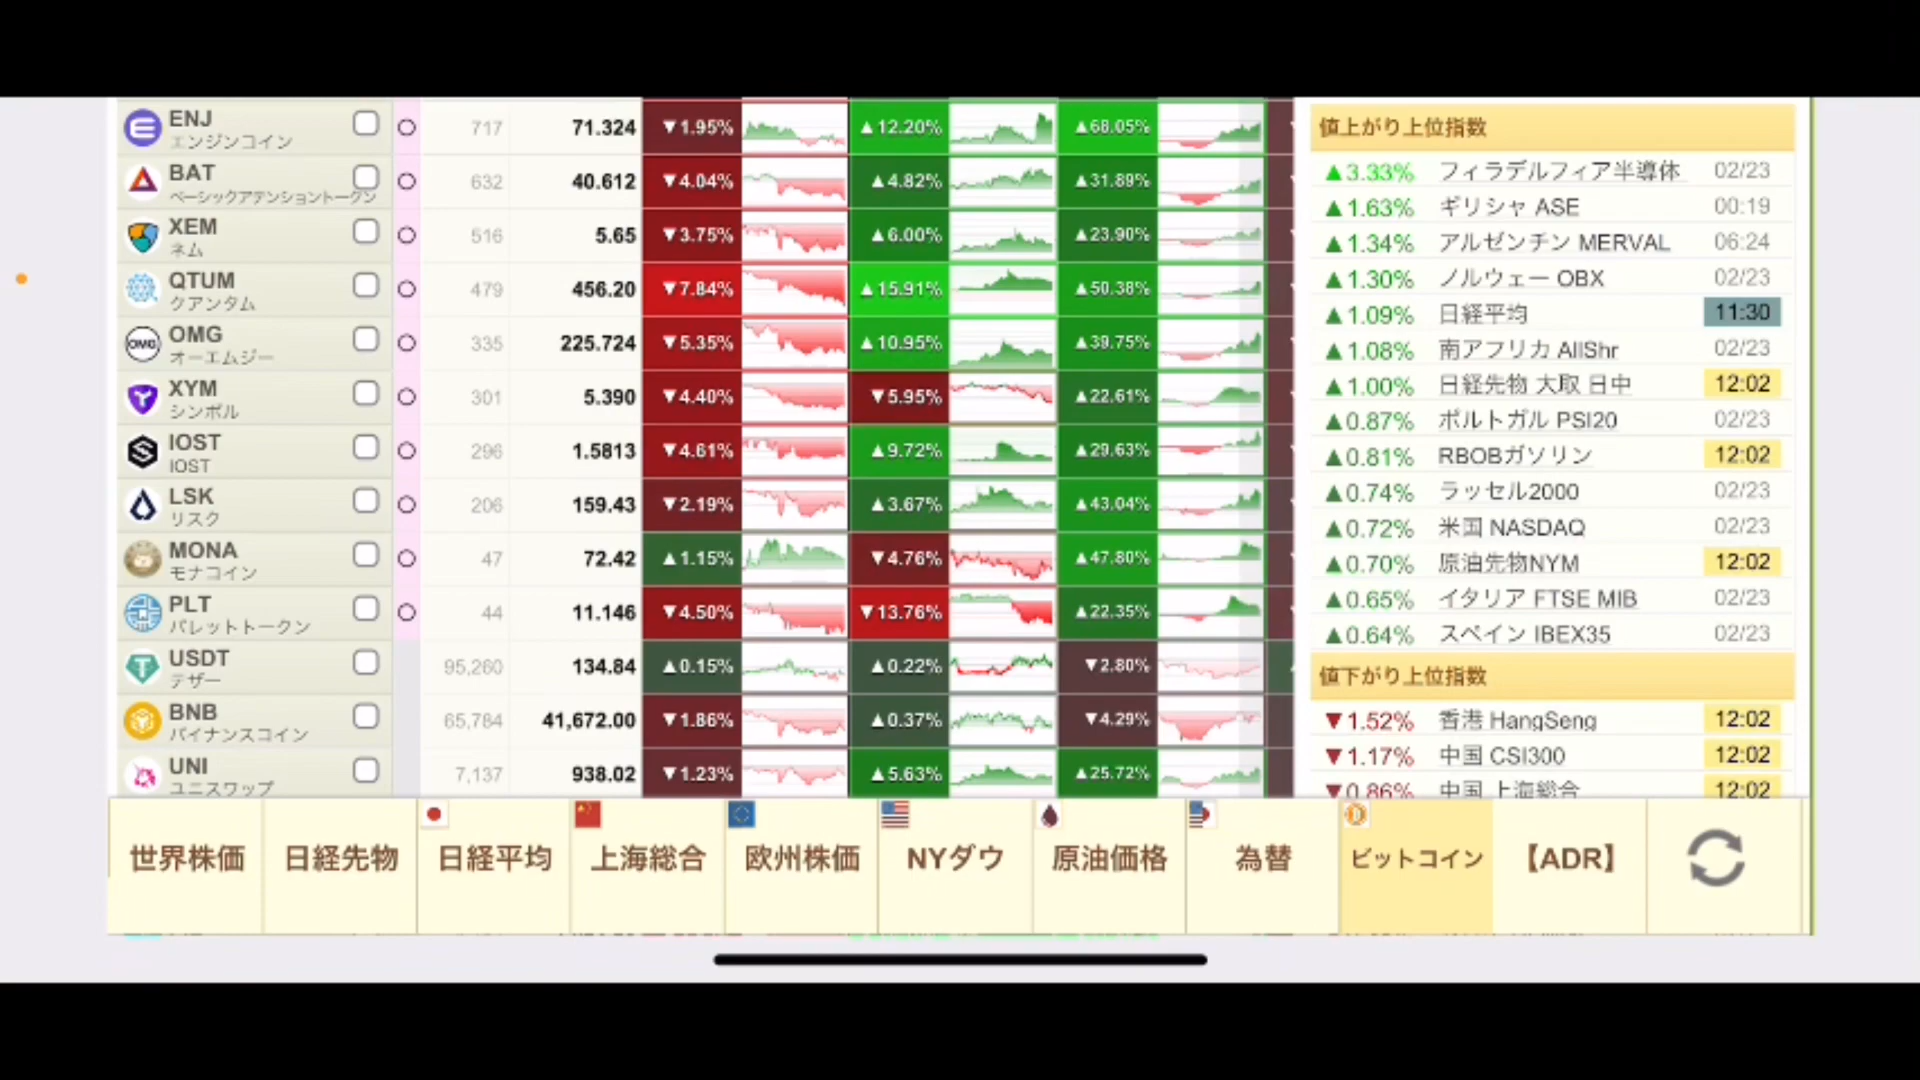 ENJ
エンジンコイン
717 71.324 ▼1.95% ▲12.20% ▲68.05%
BAT
ベーシックアテンショントークン
632 40.612 ▼4.04% ▲4.82% ▲31.89%
XEM
ネム
516 5.65 ▼3.75% ▲6.00% ▲23.90%
QTUM
クアンタム
479 456.20 ▼7.84% ▲15.91% ▲50.38%
OMG
オーエムジー
335 225.724 ▼5.35% ▲10.95% ▲39.75%
XYM
シンボル
301 5.390 ▼4.40% ▼5.95% ▲22.61%
IOST
IOST
296 1.5813 ▼4.61% ▲9.72% ▲29.63%
LSK
リスク
206 159.43 ▼2.19% ▲3.67% ▲43.04%
MONA
モナコイン
47 72.42 ▲1.15% ▼4.76% ▲47.80%
PLT
パレットトークン
44 11.146 ▼4.50% ▼13.76% ▲22.35%
USDT
テザー
95,260 134.84 ▲0.15% ▲0.22% ▼2.80%
BNB
バイナンスコイン
65,784 41,672.00 ▼1.86% ▲0.37% ▼4.29%
UNI
ユニスワップ
7,137 938.02 ▼1.23% ▲5.63% ▲25.72%
値上がり上位指数
▲3.33% フィラデルフィア半導体 02/23
▲1.63% ギリシャ ASE 00:19
▲1.34% アルゼンチン MERVAL 06:24
▲1.30% ノルウェー OBX 02/23
▲1.09% 日経平均 11:30
▲1.08% 南アフリカ AllShr 02/23
▲1.00% 日経先物 大取 日中 12:02
▲0.87% ポルトガル PSI20 02/23
▲0.81% RBOBガソリン 12:02
▲0.74% ラッセル2000 02/23
▲0.72% 米国 NASDAQ 02/23
▲0.70% 原油先物NYM 12:02
▲0.65% イタリア FTSE MIB 02/23
▲0.64% スペイン IBEX35 02/23
値下がり上位指数
▼1.52% 香港 HangSeng 12:02
▼1.17% 中国 CSI300 12:02
▼0.86% 中国 上海総合 12:02
世界株価
日経先物
日経平均
上海総合
欧州株価
NYダウ
原油価格
為替
ビットコイン
【ADR】